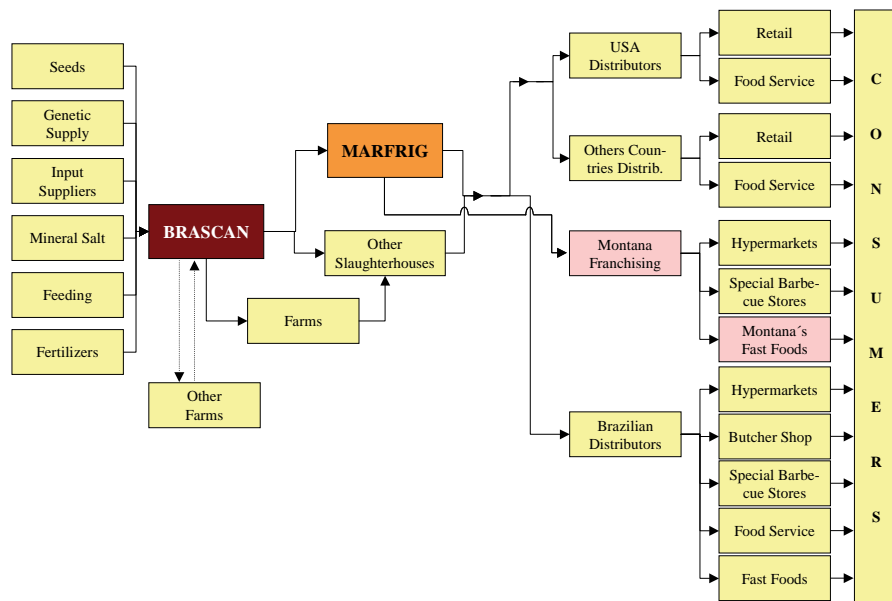 Seeds
Genetic
Supply
Input
Suppliers
Mineral Salt
Feeding
Fertilizers
BRASCAN
Other
Farms
Farms
MARFRIG
Other
Slaughterhouses
USA
Distributors
Others Coun-
tries Distrib.
Montana
Franchising
Brazilian
Distributors
Retail
Food Service
Retail
Food Service
Hypermarkets
Special Barbe-
cue Stores
Montana´s
Fast Foods
Hypermarkets
Butcher Shop
Special Barbe-
cue Stores
Food Service
Fast Foods
C
O
N
S
U
M
E
R
S